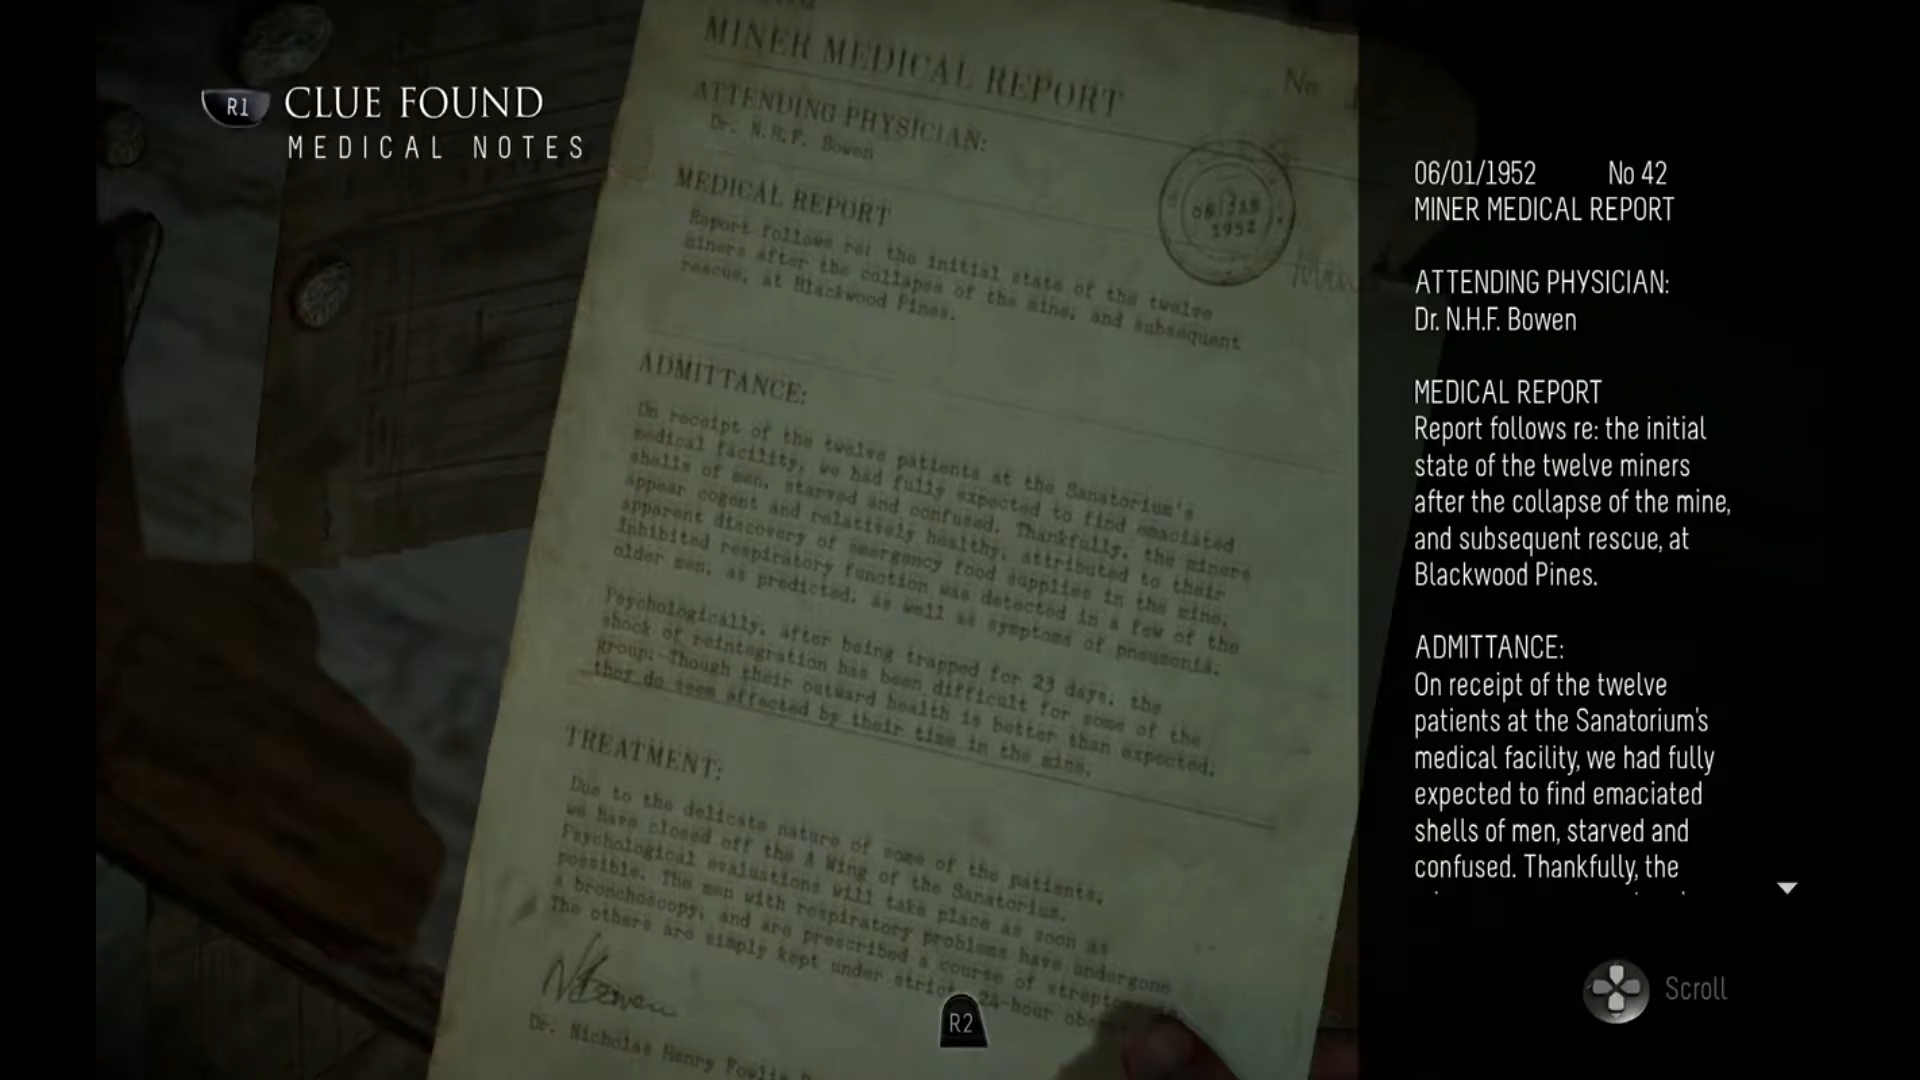 R1 CLUE FOUND
MEDICAL NOTES
MINER MEDICAL REPORT
No
ATTENDING PHYSICIAN:
Dr. N.H.F. Bowen
06 JAN
1952
MEDICAL REPORT
Report follows re: the initial state of the twelve
miners after the collapse of the mine, and subsequent
rescue, at Blackwood Pines.
ADMITTANCE:
On receipt of the twelve patients at the Sanatorium's
medical facility, we had fully expected to find emaciated
shells of men, starved and confused. Thankfully, the miners
appear cogent and relatively healthy, attributed to their
apparent discovery of emergency food supplies in the mine.
Inhibited respiratory function was detected in a few of the
older men, as predicted, as well as symptoms of pneumonia.
Psychologically, after being trapped for 23 days, the
shock of reintegration has been difficult for some of the
group. Though their outward health is better than expected,
they do seem affected by their time in the mine.
TREATMENT:
Due to the delicate nature of some of the patients,
we have closed off the A Wing of the Sanatorium.
Psychological evaluations will take place as soon as
possible. The men with respiratory problems have undergone
a bronchoscopy, and are prescribed a course of
The others are simply kept under strict 24-hour
NBowen
Dr. Nicholas Henry
R2
06/01/1952 No 42
MINER MEDICAL REPORT
ATTENDING PHYSICIAN:
Dr. N.H.F. Bowen
MEDICAL REPORT
Report follows re: the initial
state of the twelve miners
after the collapse of the mine,
and subsequent rescue, at
Blackwood Pines.
ADMITTANCE:
On receipt of the twelve
patients at the Sanatorium's
medical facility, we had fully
expected to find emaciated
shells of men, starved and
confused. Thankfully, the
Scroll